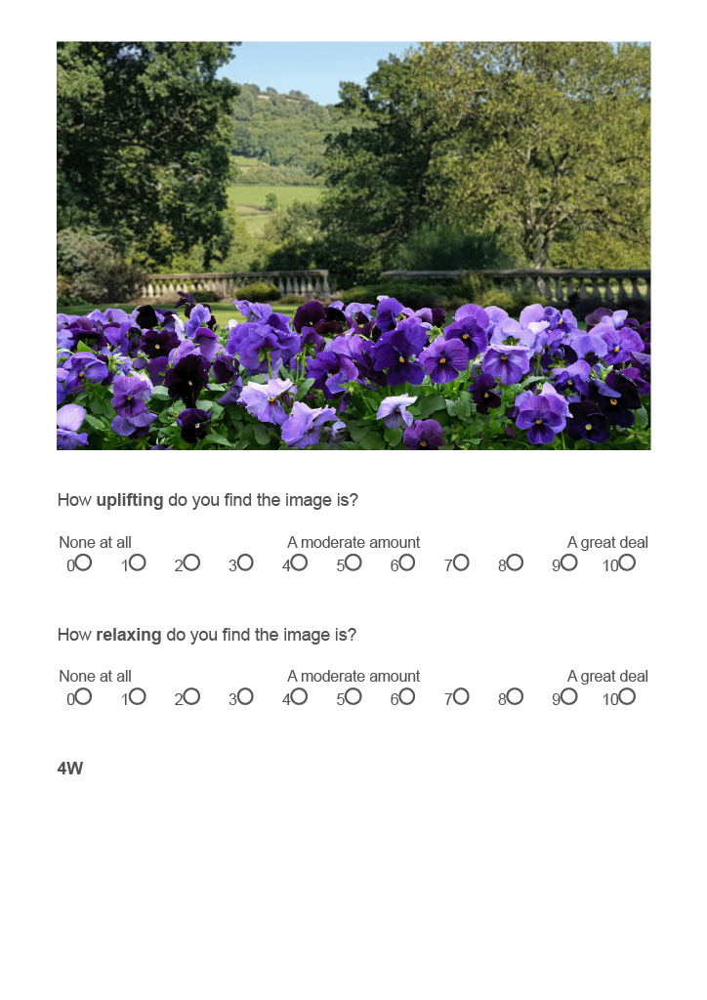 How uplifting do you find the image is?
None at all A moderate amount A great deal
0 1 2 3 4 5 6 7 8 9 10
How relaxing do you find the image is?
None at all A moderate amount A great deal
0 1 2 3 4 5 6 7 8 9 10
4W